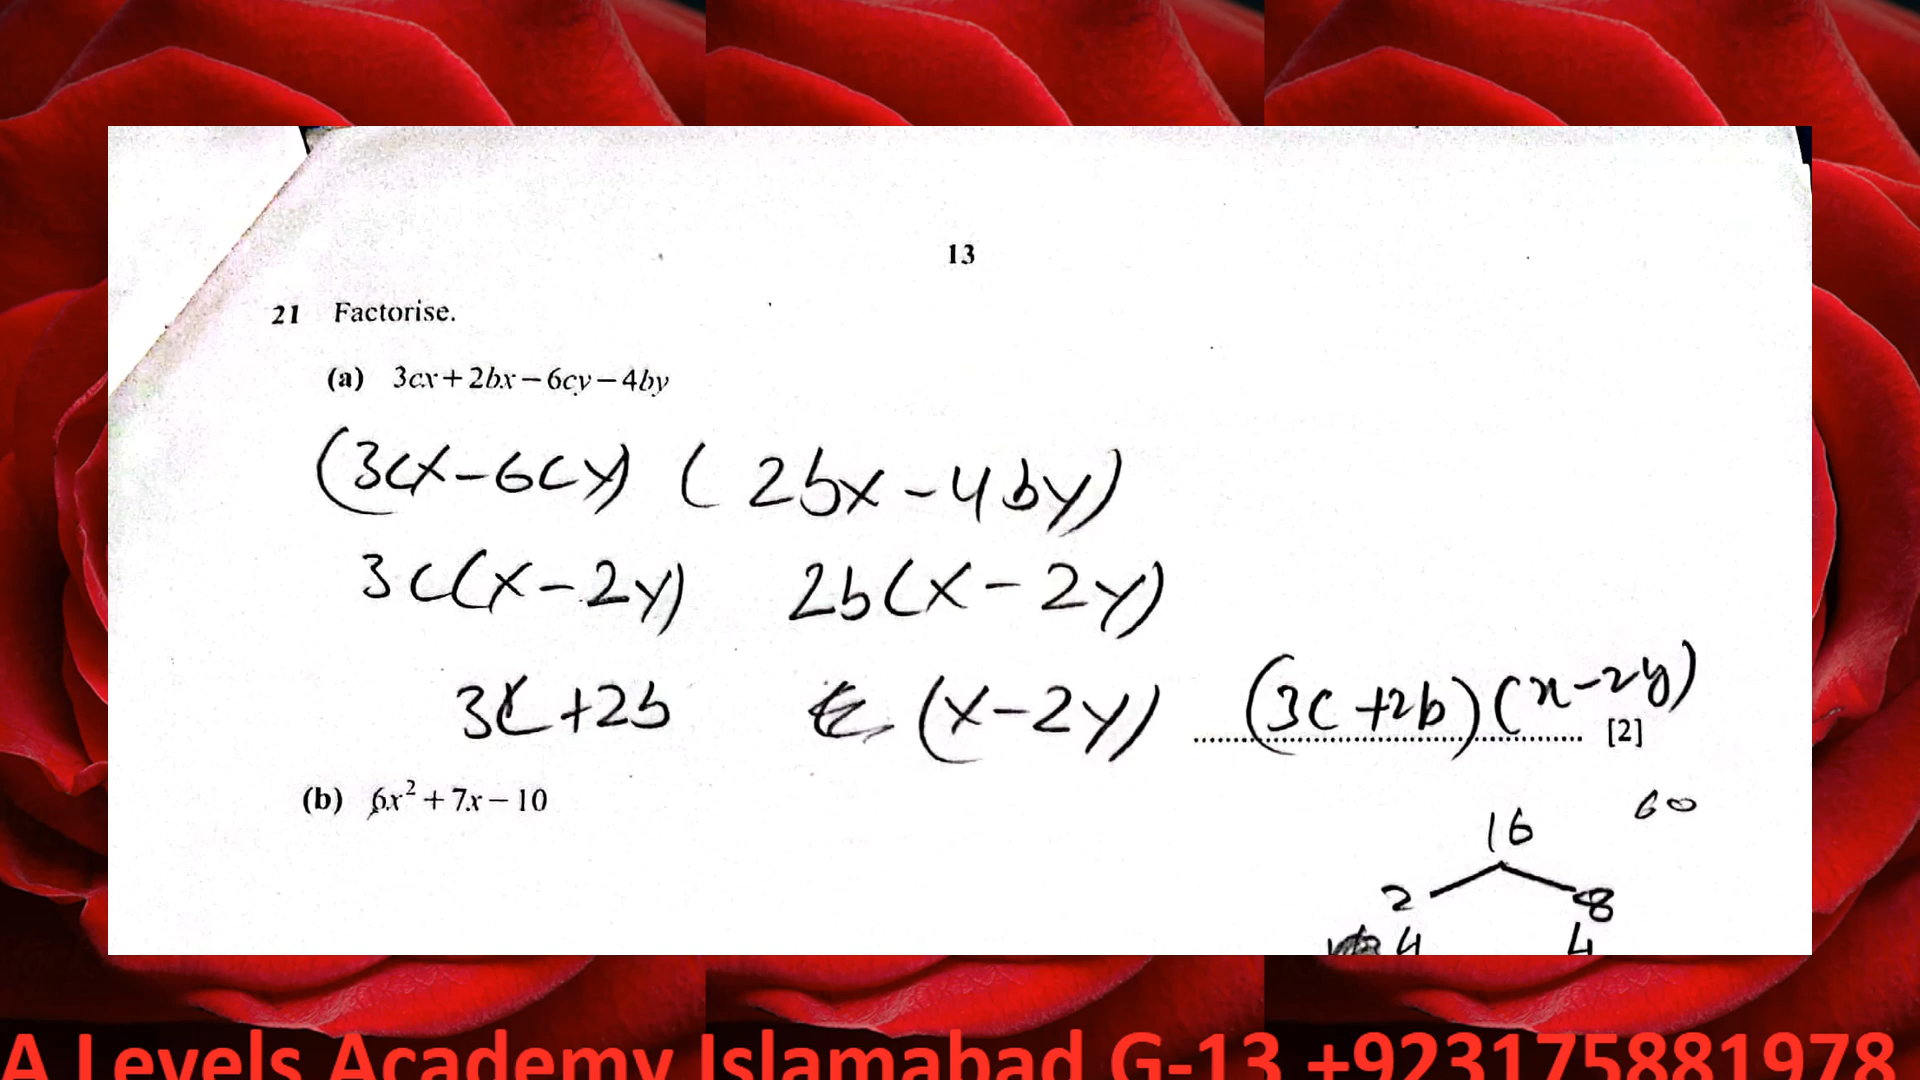 13
21 Factorise.
(a) 3cx + 2bx − 6cy − 4by
(3cx − 6cy) (2bx − 4by)
3c(x − 2y) 2b(x − 2y)
3c + 2b (x − 2y) (3c + 2b)(x − 2y) [2]
(b) 6x² + 7x − 10
60
16
2 8
4 4
A Levels Academy Islamabad G-13 +923175881978